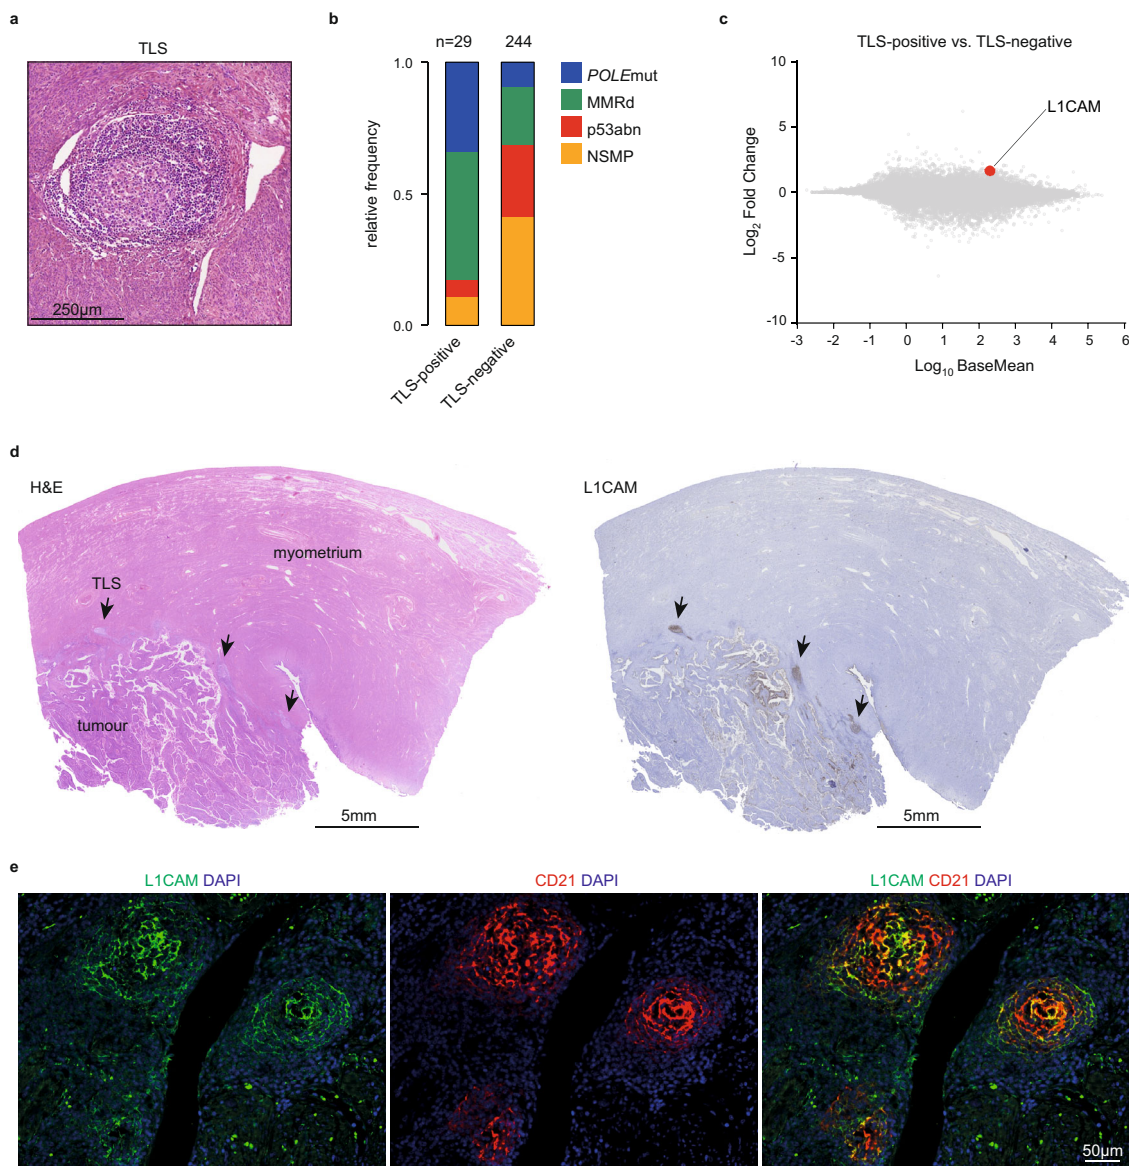 a
TLS
250µm
b
n=29 244
1.0
0.5
0.0
relative frequency
TLS-positive
TLS-negative
POLEmut
MMRd
p53abn
NSMP
c
TLS-positive vs. TLS-negative
10
5
0
-5
-10
Log2 Fold Change
L1CAM
-3 -2 -1 0 1 2 3 4 5 6
Log10 BaseMean
d
H&E
myometrium
TLS
tumour
5mm
L1CAM
5mm
e
L1CAM DAPI
CD21 DAPI
L1CAM CD21 DAPI
50µm